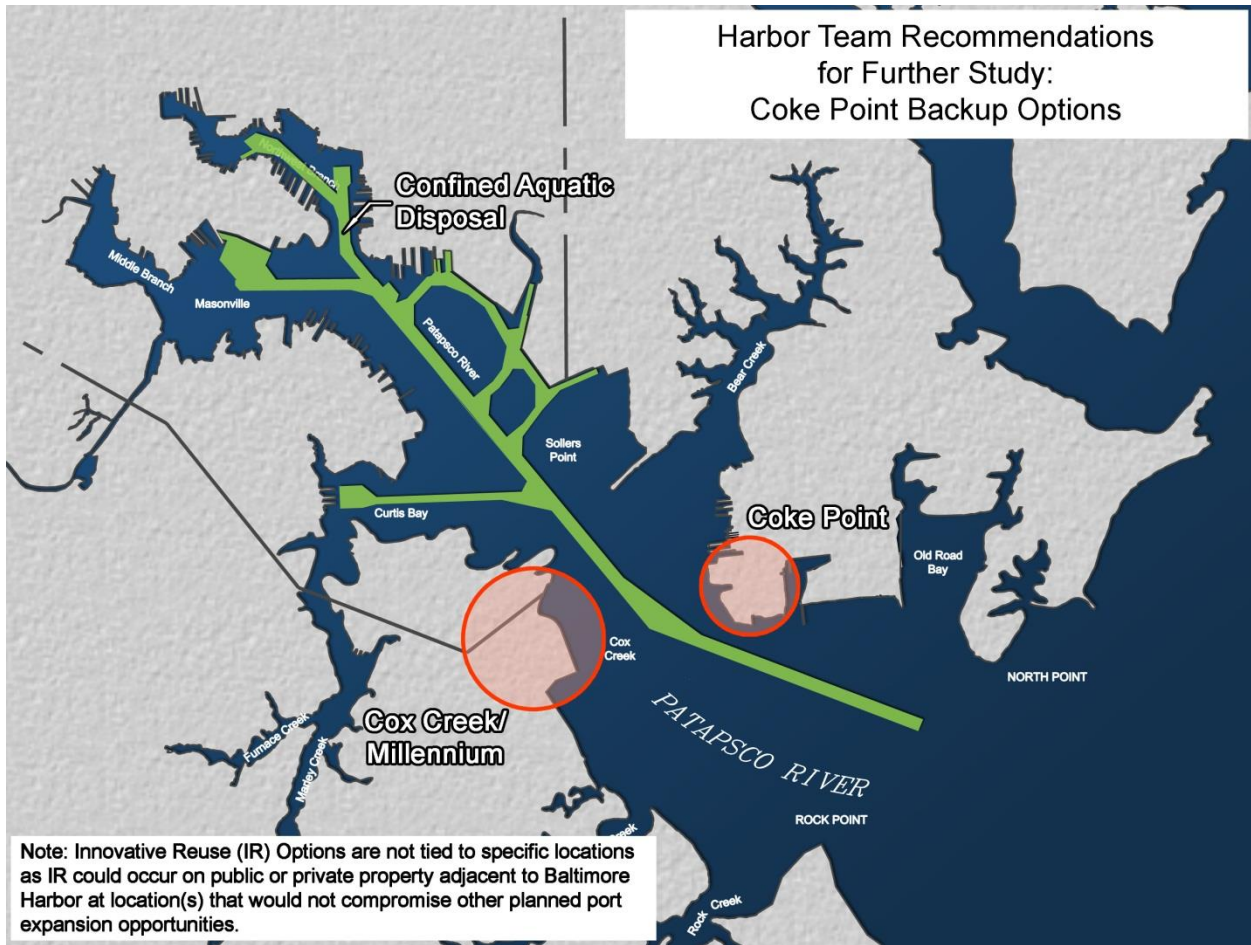 Harbor Team Recommendations
for Further Study:
Coke Point Backup Options
Northwest Branch
Confined Aquatic
Disposal
Middle Branch
Masonville
Patapsco River
Bear Creek
Sollers
Point
Curtis Bay
Coke Point
Old Road
Bay
Cox
Creek
NORTH POINT
Cox Creek/
Millennium
Furnace Creek
Marley Creek
PATAPSCO RIVER
ROCK POINT
Creek
Rock Creek
Note: Innovative Reuse (IR) Options are not tied to specific locations
as IR could occur on public or private property adjacent to Baltimore
Harbor at location(s) that would not compromise other planned port
expansion opportunities.